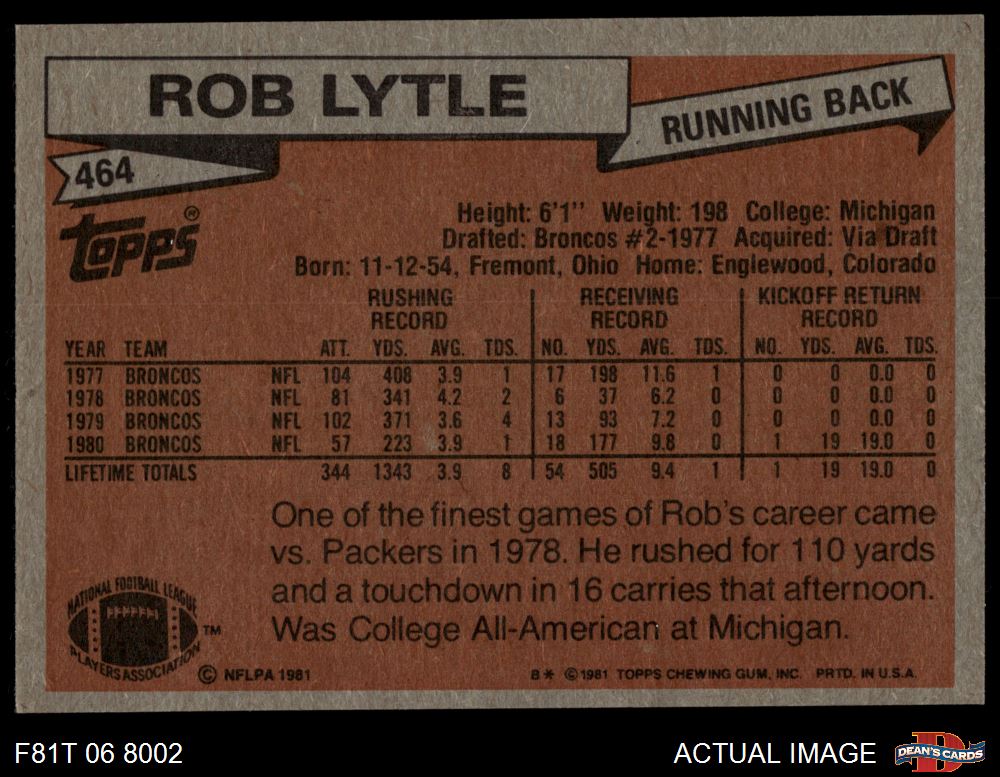 ROB LYTLE
RUNNING BACK
464
TOPPS®
Height: 6'1'' Weight: 198 College: Michigan
Drafted: Broncos #2-1977 Acquired: Via Draft
Born: 11-12-54, Fremont, Ohio Home: Englewood, Colorado
RUSHING RECORD RECEIVING RECORD KICKOFF RETURN RECORD
YEAR TEAM ATT. YDS. AVG. TDS. NO. YDS. AVG. TDS. NO. YDS. AVG. TDS.
1977 BRONCOS NFL 104 408 3.9 1 17 198 11.6 1 0 0 0.0 0
1978 BRONCOS NFL 81 341 4.2 2 6 37 6.2 0 0 0 0.0 0
1979 BRONCOS NFL 102 371 3.6 4 13 93 7.2 0 0 0 0.0 0
1980 BRONCOS NFL 57 223 3.9 1 18 177 9.8 0 1 19 19.0 0
LIFETIME TOTALS 344 1343 3.9 8 54 505 9.4 1 1 19 19.0 0
One of the finest games of Rob's career came
vs. Packers in 1978. He rushed for 110 yards
and a touchdown in 16 carries that afternoon.
Was College All-American at Michigan.
NATIONAL FOOTBALL LEAGUE
PLAYERS ASSOCIATION
TM
© NFLPA 1981
B* © 1981 TOPPS CHEWING GUM, INC. PRTD. IN U.S.A.
F81T 06 8002
ACTUAL IMAGE
D
DEAN'S CARDS